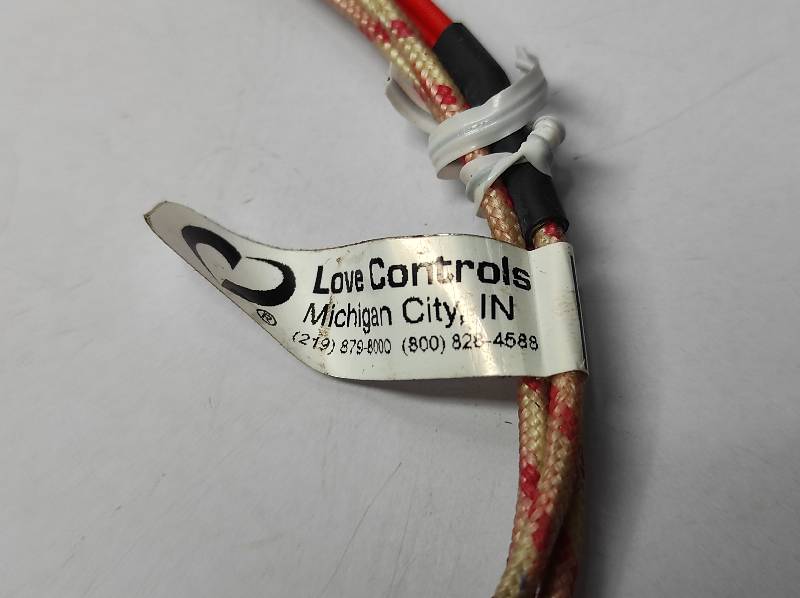 Love Controls
Michigan City, IN
(219) 879-8000 (800) 828-4588
®